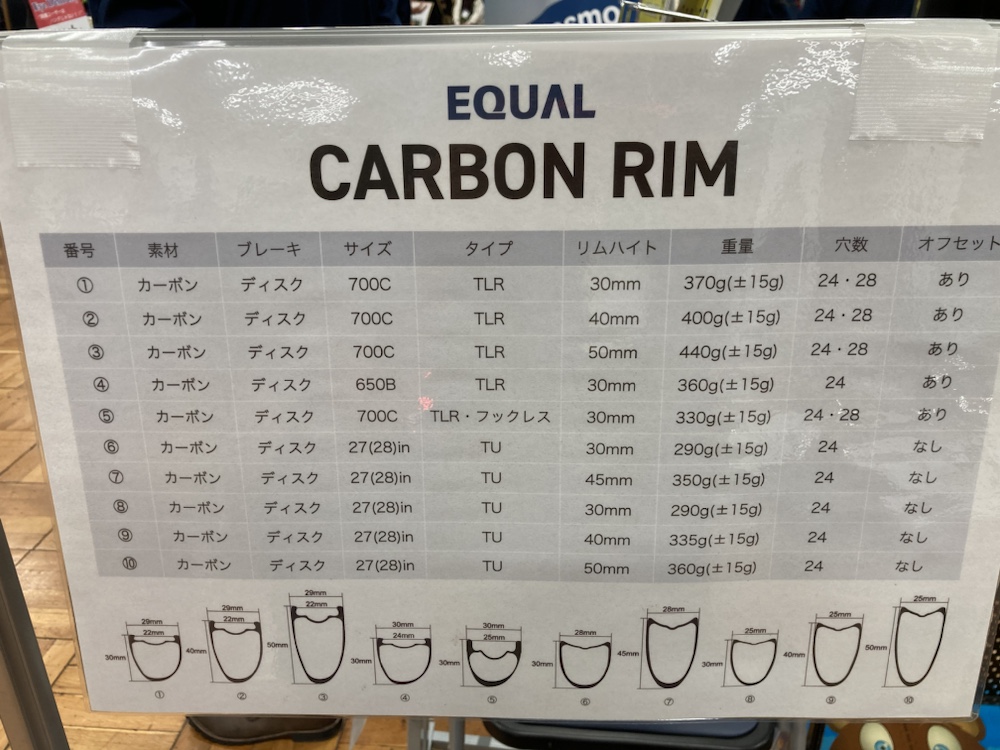 smo
EQUAL
CARBON RIM
番号 素材 ブレーキ サイズ タイプ リムハイト 重量 穴数 オフセット
① カーボン ディスク 700C TLR 30mm 370g(±15g) 24・28 あり
② カーボン ディスク 700C TLR 40mm 400g(±15g) 24・28 あり
③ カーボン ディスク 700C TLR 50mm 440g(±15g) 24・28 あり
④ カーボン ディスク 650B TLR 30mm 360g(±15g) 24 あり
⑤ カーボン ディスク 700C TLR・フックレス 30mm 330g(±15g) 24・28 あり
⑥ カーボン ディスク 27(28)in TU 30mm 290g(±15g) 24 なし
⑦ カーボン ディスク 27(28)in TU 45mm 350g(±15g) 24 なし
⑧ カーボン ディスク 27(28)in TU 30mm 290g(±15g) 24 なし
⑨ カーボン ディスク 27(28)in TU 40mm 335g(±15g) 24 なし
⑩ カーボン ディスク 27(28)in TU 50mm 360g(±15g) 24 なし
29mm 22mm 30mm ①
29mm 22mm 40mm ②
29mm 22mm 50mm ③
30mm 24mm 30mm ④
30mm 25mm 30mm ⑤
28mm 30mm ⑥
28mm 45mm ⑦
25mm 30mm ⑧
25mm 40mm ⑨
25mm 50mm ⑩